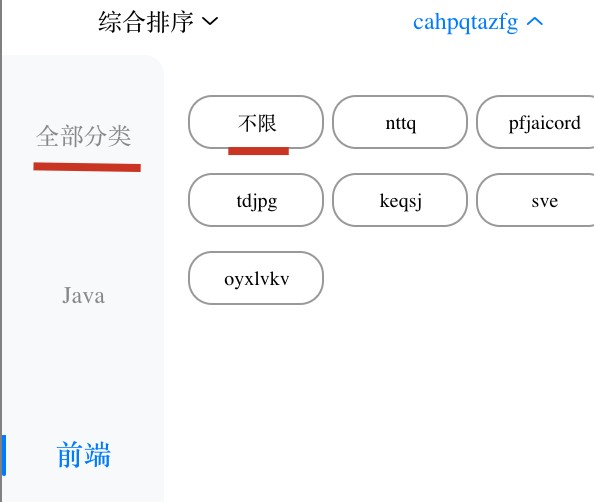 综合排序 cahpqtazfg
全部分类
不限 nttq pfjaicord
tdjpg keqsj sve
Java
oyxlvkv
前端